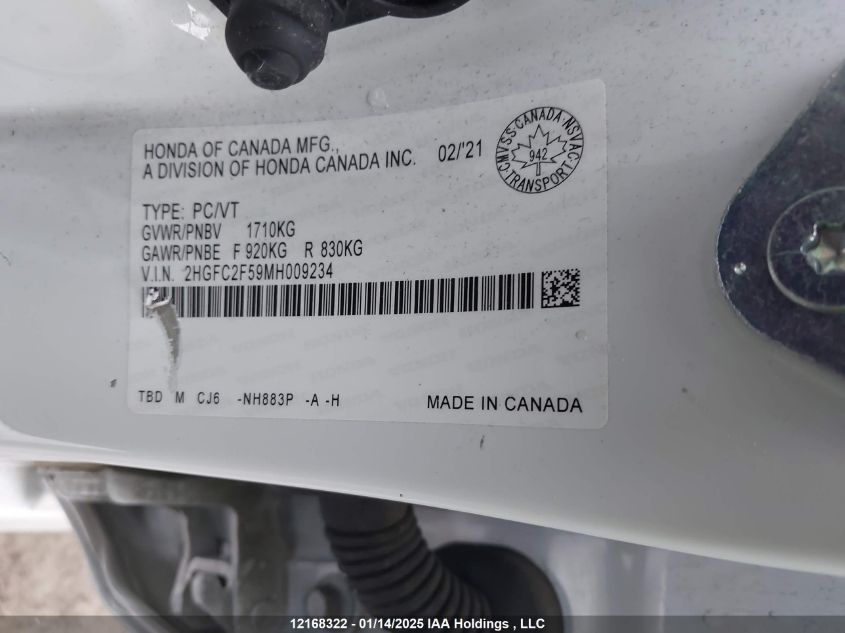 HONDA OF CANADA MFG.,
A DIVISION OF HONDA CANADA INC. 02/'21
CMVSS·CANADA·NSVAC
942
TRANSPORT
TYPE: PC/VT
GVWR/PNBV 1710KG
GAWR/PNBE F 920KG R 830KG
V.I.N. 2HGFC2F59MH009234
TBD M CJ6 -NH883P -A -H
MADE IN CANADA
12168322 - 01/14/2025 IAA Holdings , LLC